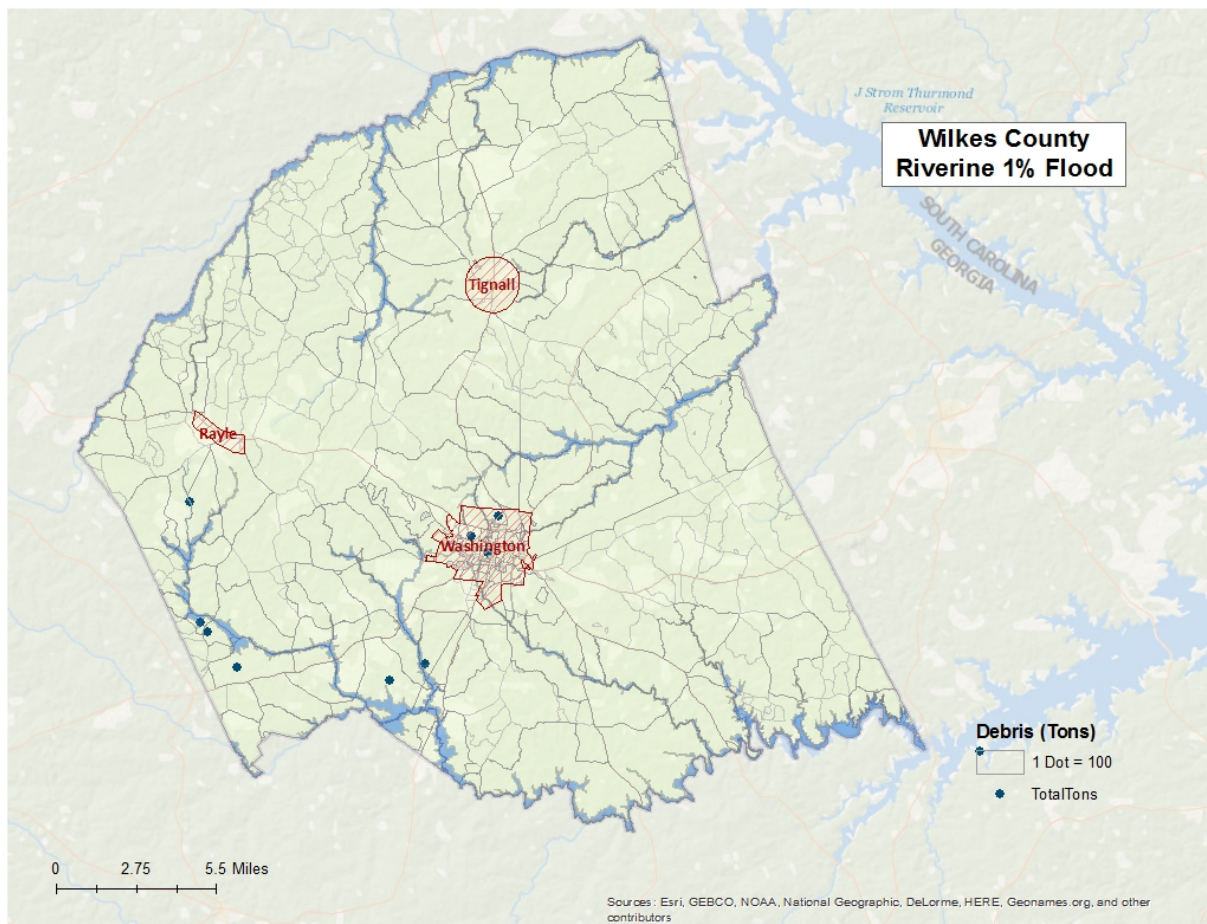 J Strom Thurmond
Reservoir
Wilkes County
Riverine 1% Flood
SOUTH CAROLINA
GEORGIA
Tignall
Rayle
Washington
Debris (Tons)
1 Dot = 100
TotalTons
0 2.75 5.5 Miles
Sources: Esri, GEBCO, NOAA, National Geographic, DeLorme, HERE, Geonames.org, and other
contributors